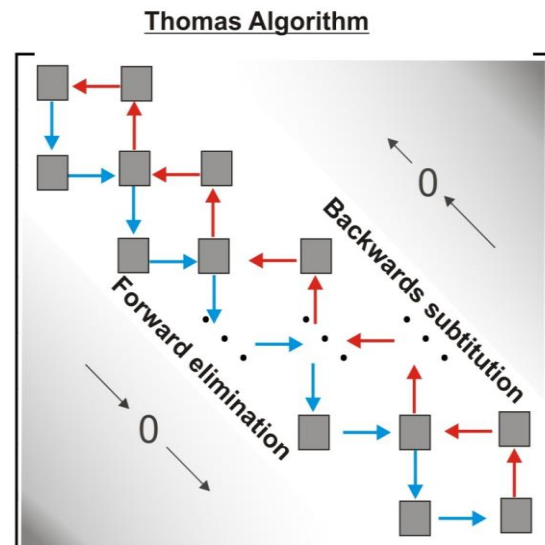 Thomas Algorithm
0
Backwards subtitution
Forward elimination
0